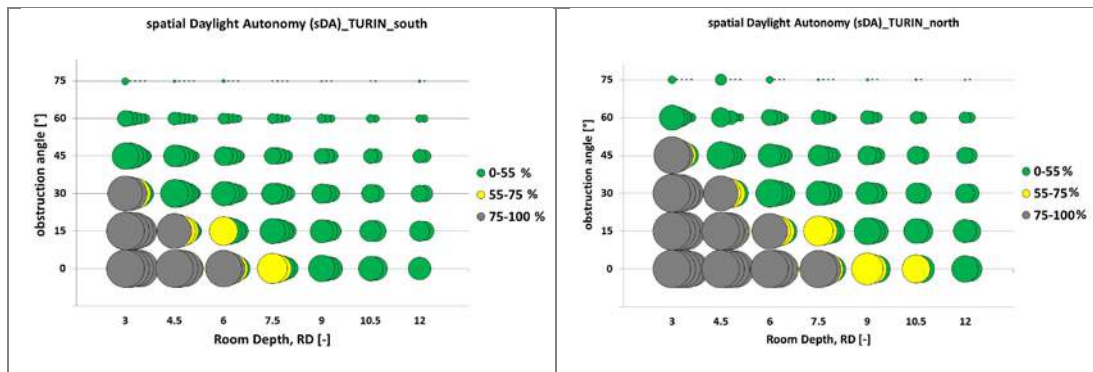 spatial Daylight Autonomy (sDA)_TURIN_south
75
60
45
30
15
0
obstruction angle [°]
3 4.5 6 7.5 9 10.5 12
Room Depth, RD [-]
0-55 %
55-75 %
75-100 %
spatial Daylight Autonomy (sDA)_TURIN_north
75
60
45
30
15
0
obstruction angle [°]
3 4.5 6 7.5 9 10.5 12
Room Depth, RD [-]
0-55 %
55-75%
75-100 %